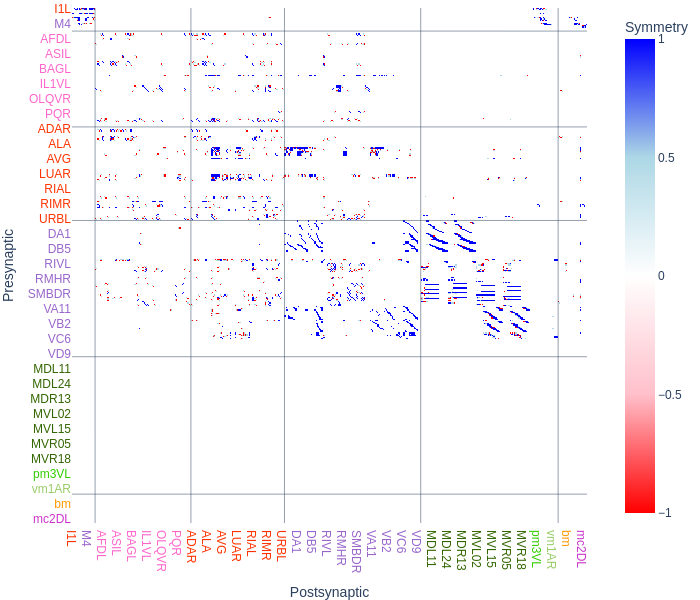 Symmetry
1
0.5
0
−0.5
−1
Presynaptic
I1L
M4
AFDL
ASIL
BAGL
IL1VL
OLQVR
PQR
ADAR
ALA
AVG
LUAR
RIAL
RIMR
URBL
DA1
DB5
RIVL
RMHR
SMBDR
VA11
VB2
VC6
VD9
MDL11
MDL24
MDR13
MVL02
MVL15
MVR05
MVR18
pm3VL
vm1AR
bm
mc2DL
I1L
M4
AFDL
ASIL
BAGL
IL1VL
OLQVR
PQR
ADAR
ALA
AVG
LUAR
RIAL
RIMR
URBL
DA1
DB5
RIVL
RMHR
SMBDR
VA11
VB2
VC6
VD9
MDL11
MDL24
MDR13
MVL02
MVL15
MVR05
MVR18
pm3VL
vm1AR
bm
mc2DL
Postsynaptic